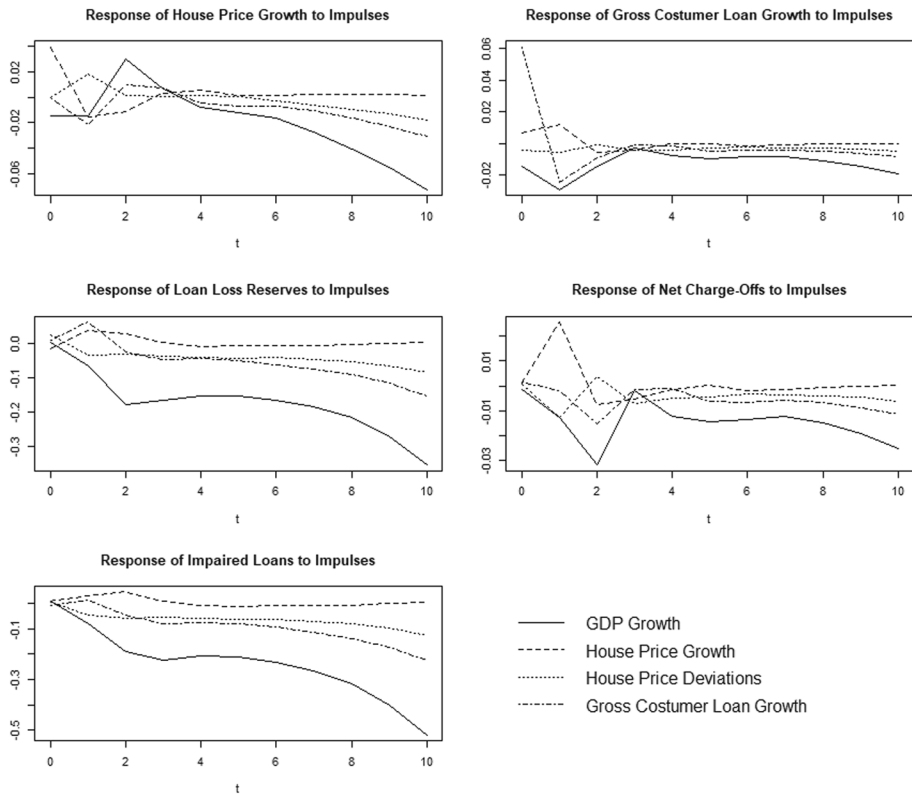 Response of House Price Growth to Impulses
0.02
-0.02
-0.06
0 2 4 6 8 10
t
Response of Gross Costumer Loan Growth to Impulses
0.06
0.02
-0.02
0 2 4 6 8 10
t
Response of Loan Loss Reserves to Impulses
0.0
-0.1
-0.2
-0.3
0 2 4 6 8 10
t
Response of Net Charge-Offs to Impulses
0.01
-0.01
-0.03
0 2 4 6 8 10
t
Response of Impaired Loans to Impulses
-0.1
-0.3
-0.5
0 2 4 6 8 10
t
GDP Growth
House Price Growth
House Price Deviations
Gross Costumer Loan Growth